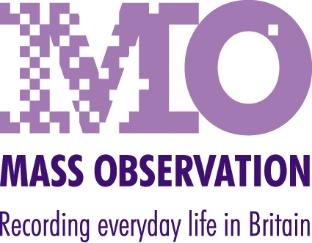 MO
MASS OBSERVATION
Recording everyday life in Britain